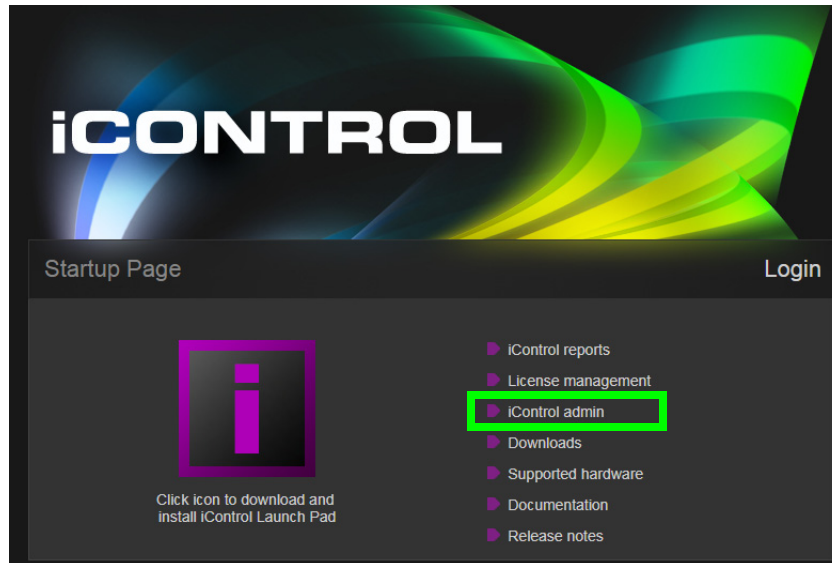 iCONTROL
Startup Page
Login
Click icon to download and
install iControl Launch Pad
iControl reports
License management
iControl admin
Downloads
Supported hardware
Documentation
Release notes